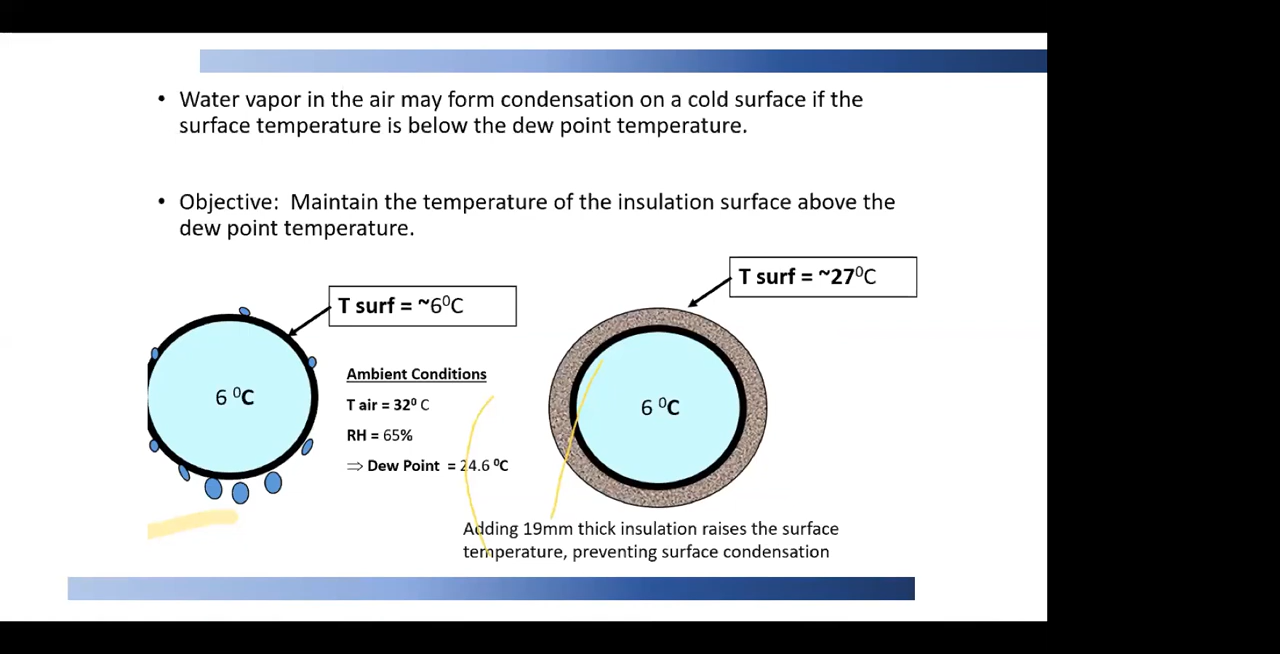 • Water vapor in the air may form condensation on a cold surface if the
surface temperature is below the dew point temperature.
• Objective:  Maintain the temperature of the insulation surface above the
dew point temperature.
T surf = ~6⁰C
6 ⁰C
Ambient Conditions
T air = 32⁰ C
RH = 65%
⇒ Dew Point = 24.6 ⁰C
T surf = ~27⁰C
6 ⁰C
Adding 19mm thick insulation raises the surface
temperature, preventing surface condensation